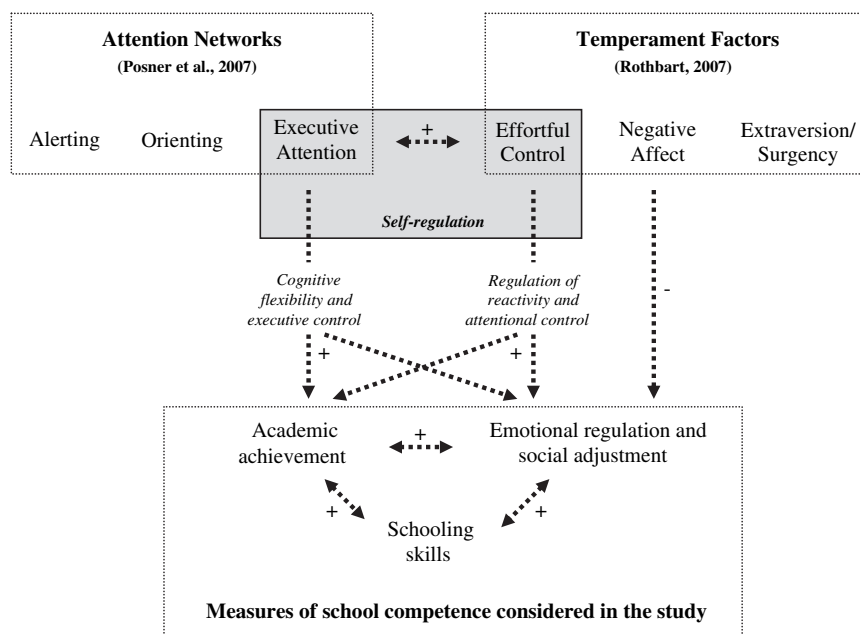 Attention Networks
(Posner et al., 2007)
Temperament Factors
(Rothbart, 2007)
Alerting
Orienting
Executive
Attention
+
Effortful
Control
Negative
Affect
Extraversion/
Surgency
Self-regulation
Cognitive
flexibility and
executive control
Regulation of
reactivity and
attentional control
-
+
+
Academic
achievement
+
Emotional regulation and
social adjustment
+
+
Schooling
skills
Measures of school competence considered in the study